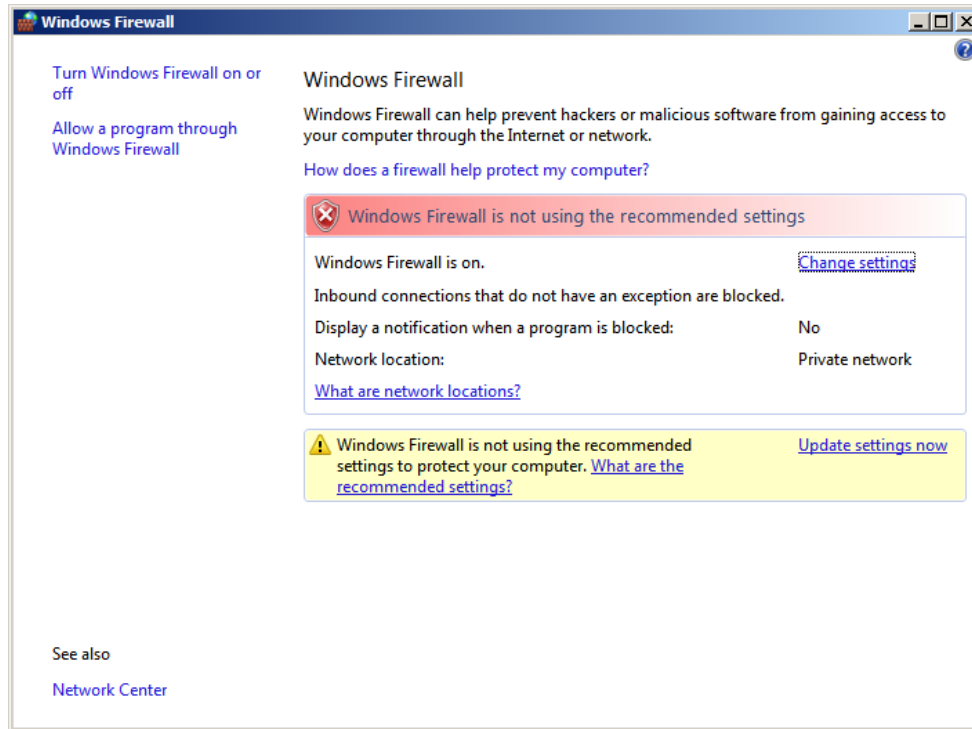 Windows Firewall
Turn Windows Firewall on or
off
Allow a program through
Windows Firewall
Windows Firewall
Windows Firewall can help prevent hackers or malicious software from gaining access to
your computer through the Internet or network.
How does a firewall help protect my computer?
Windows Firewall is not using the recommended settings
Windows Firewall is on.
Change settings
Inbound connections that do not have an exception are blocked.
Display a notification when a program is blocked:
No
Network location:
Private network
What are network locations?
Windows Firewall is not using the recommended
settings to protect your computer. What are the
recommended settings?
Update settings now
See also
Network Center